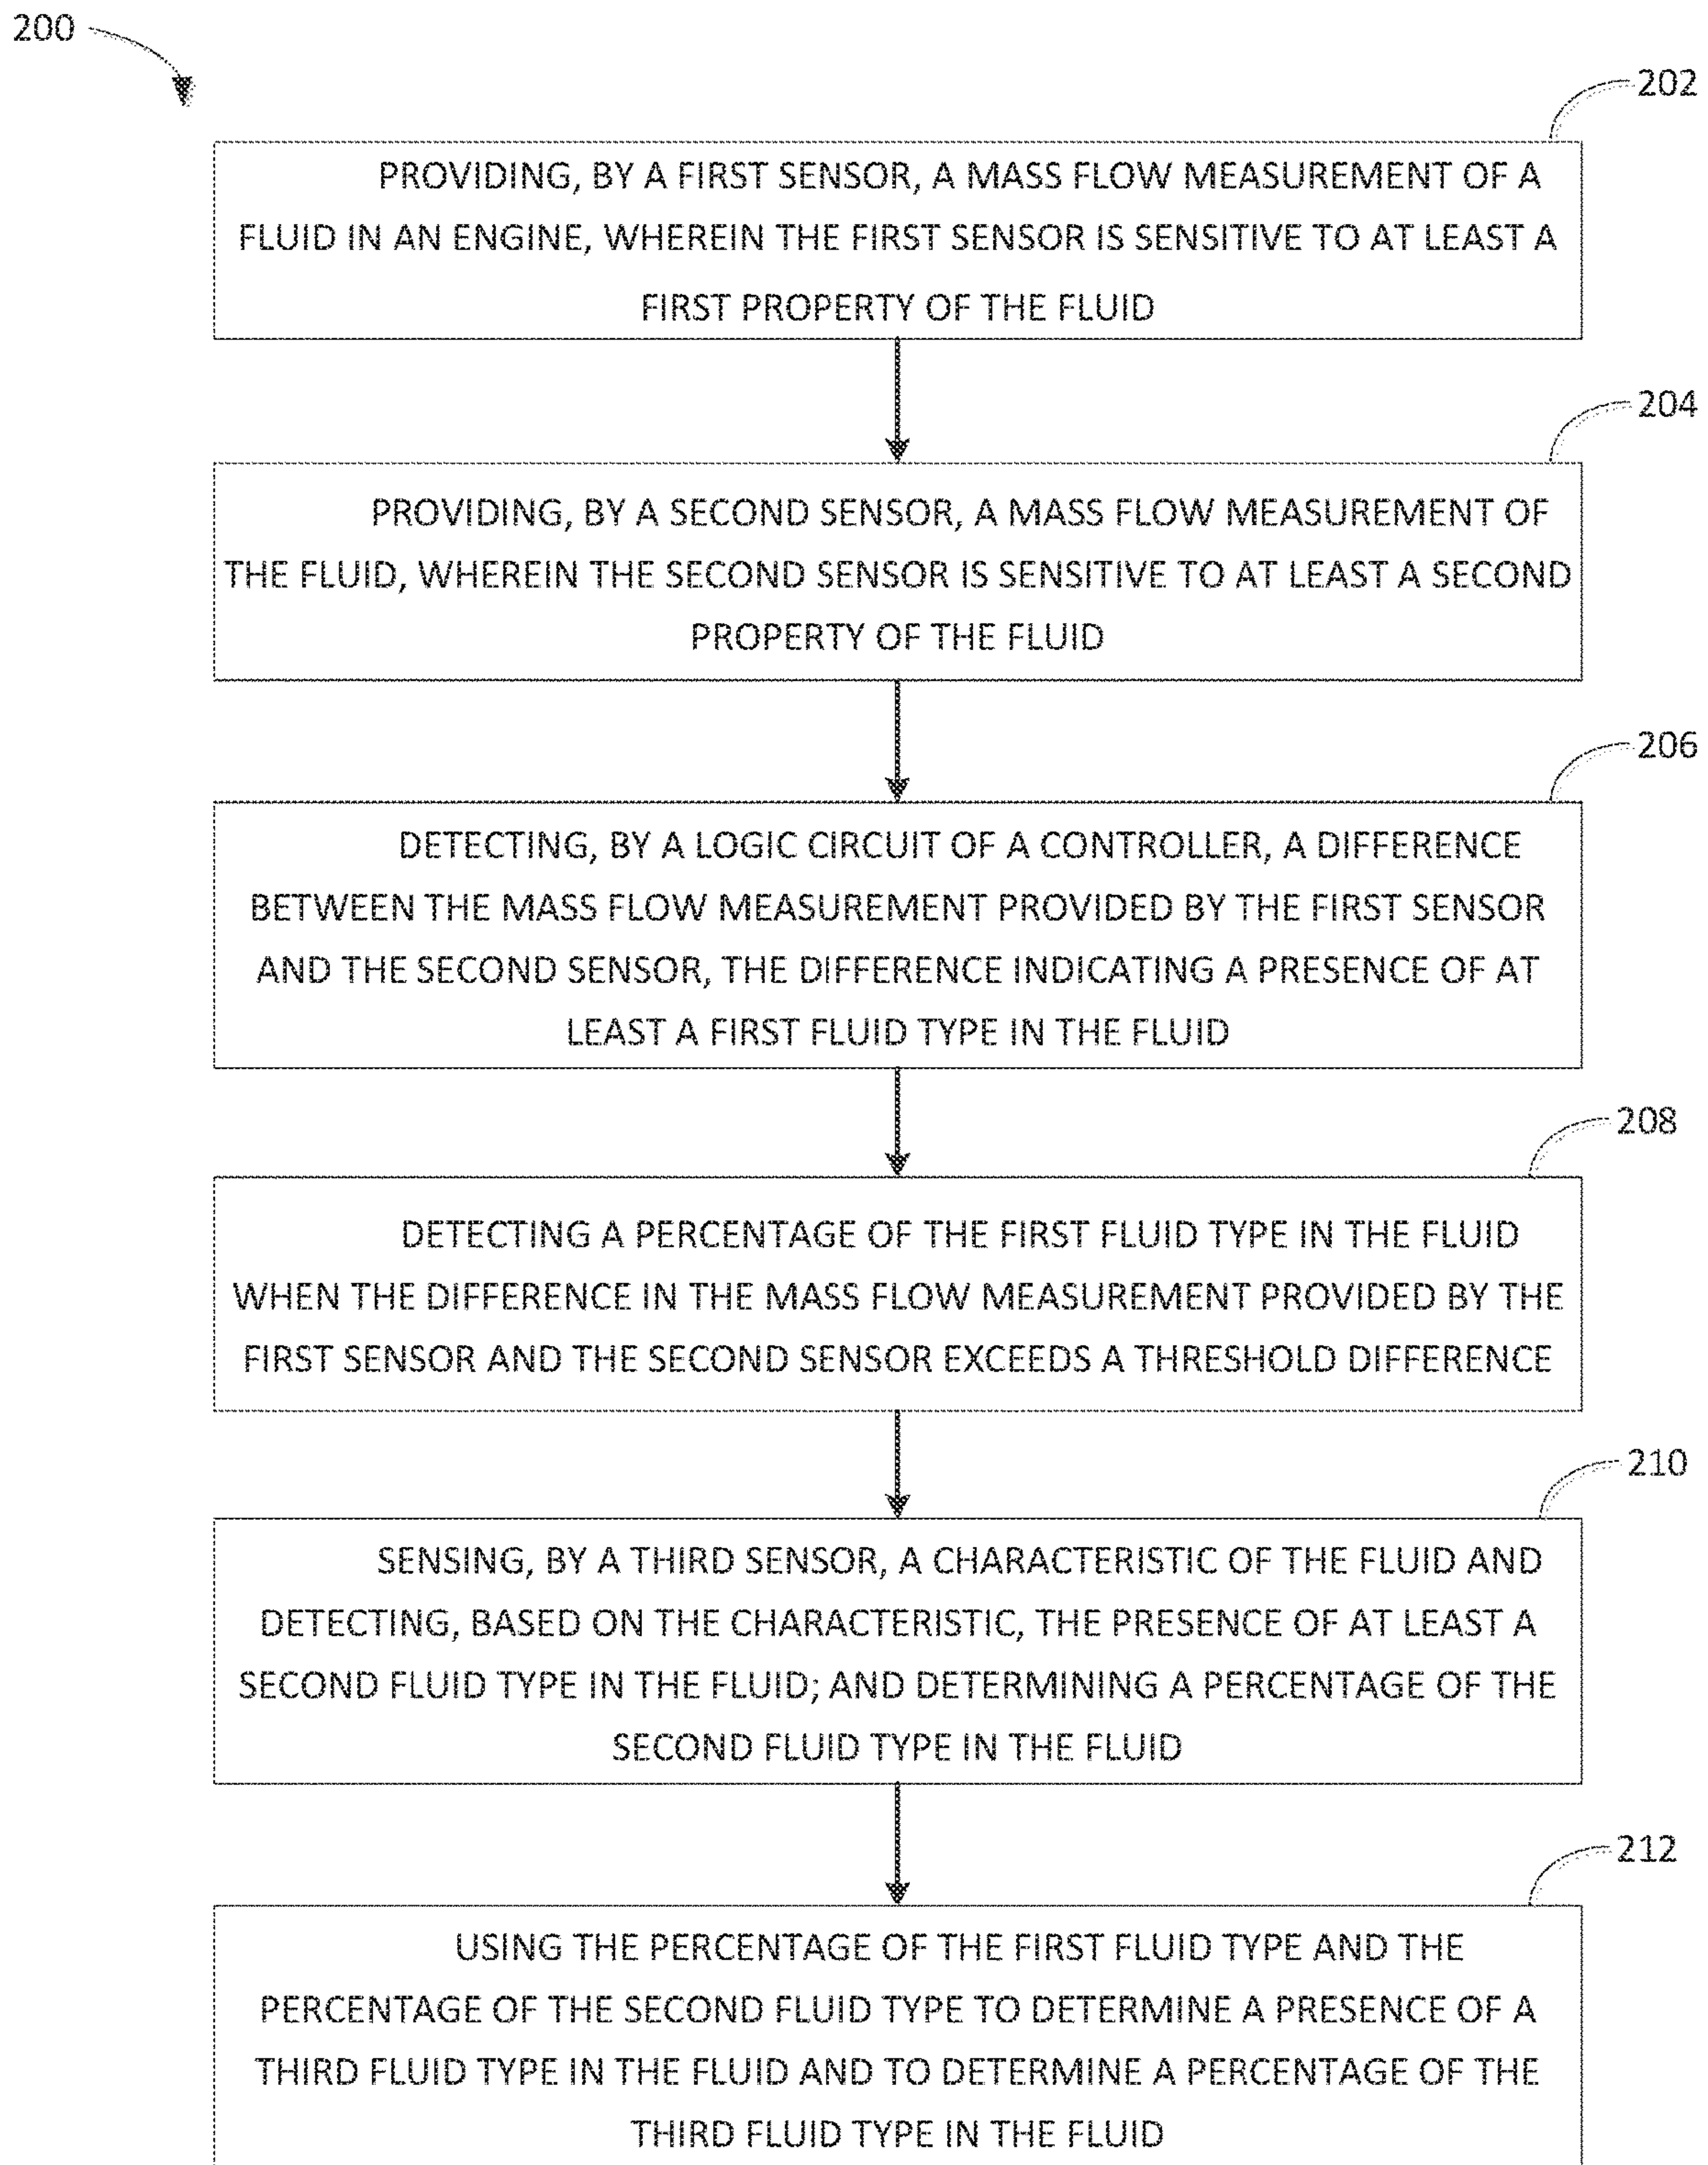 200
202
PROVIDING, BY A FIRST SENSOR, A MASS FLOW MEASUREMENT OF A
FLUID IN AN ENGINE, WHEREIN THE FIRST SENSOR IS SENSITIVE TO AT LEAST A
FIRST PROPERTY OF THE FLUID
204
PROVIDING, BY A SECOND SENSOR, A MASS FLOW MEASUREMENT OF
THE FLUID, WHEREIN THE SECOND SENSOR IS SENSITIVE TO AT LEAST A SECOND
PROPERTY OF THE FLUID
206
DETECTING, BY A LOGIC CIRCUIT OF A CONTROLLER, A DIFFERENCE
BETWEEN THE MASS FLOW MEASUREMENT PROVIDED BY THE FIRST SENSOR
AND THE SECOND SENSOR, THE DIFFERENCE INDICATING A PRESENCE OF AT
LEAST A FIRST FLUID TYPE IN THE FLUID
208
DETECTING A PERCENTAGE OF THE FIRST FLUID TYPE IN THE FLUID
WHEN THE DIFFERENCE IN THE MASS FLOW MEASUREMENT PROVIDED BY THE
FIRST SENSOR AND THE SECOND SENSOR EXCEEDS A THRESHOLD DIFFERENCE
210
SENSING, BY A THIRD SENSOR, A CHARACTERISTIC OF THE FLUID AND
DETECTING, BASED ON THE CHARACTERISTIC, THE PRESENCE OF AT LEAST A
SECOND FLUID TYPE IN THE FLUID; AND DETERMINING A PERCENTAGE OF THE
SECOND FLUID TYPE IN THE FLUID
212
USING THE PERCENTAGE OF THE FIRST FLUID TYPE AND THE
PERCENTAGE OF THE SECOND FLUID TYPE TO DETERMINE A PRESENCE OF A
THIRD FLUID TYPE IN THE FLUID AND TO DETERMINE A PERCENTAGE OF THE
THIRD FLUID TYPE IN THE FLUID